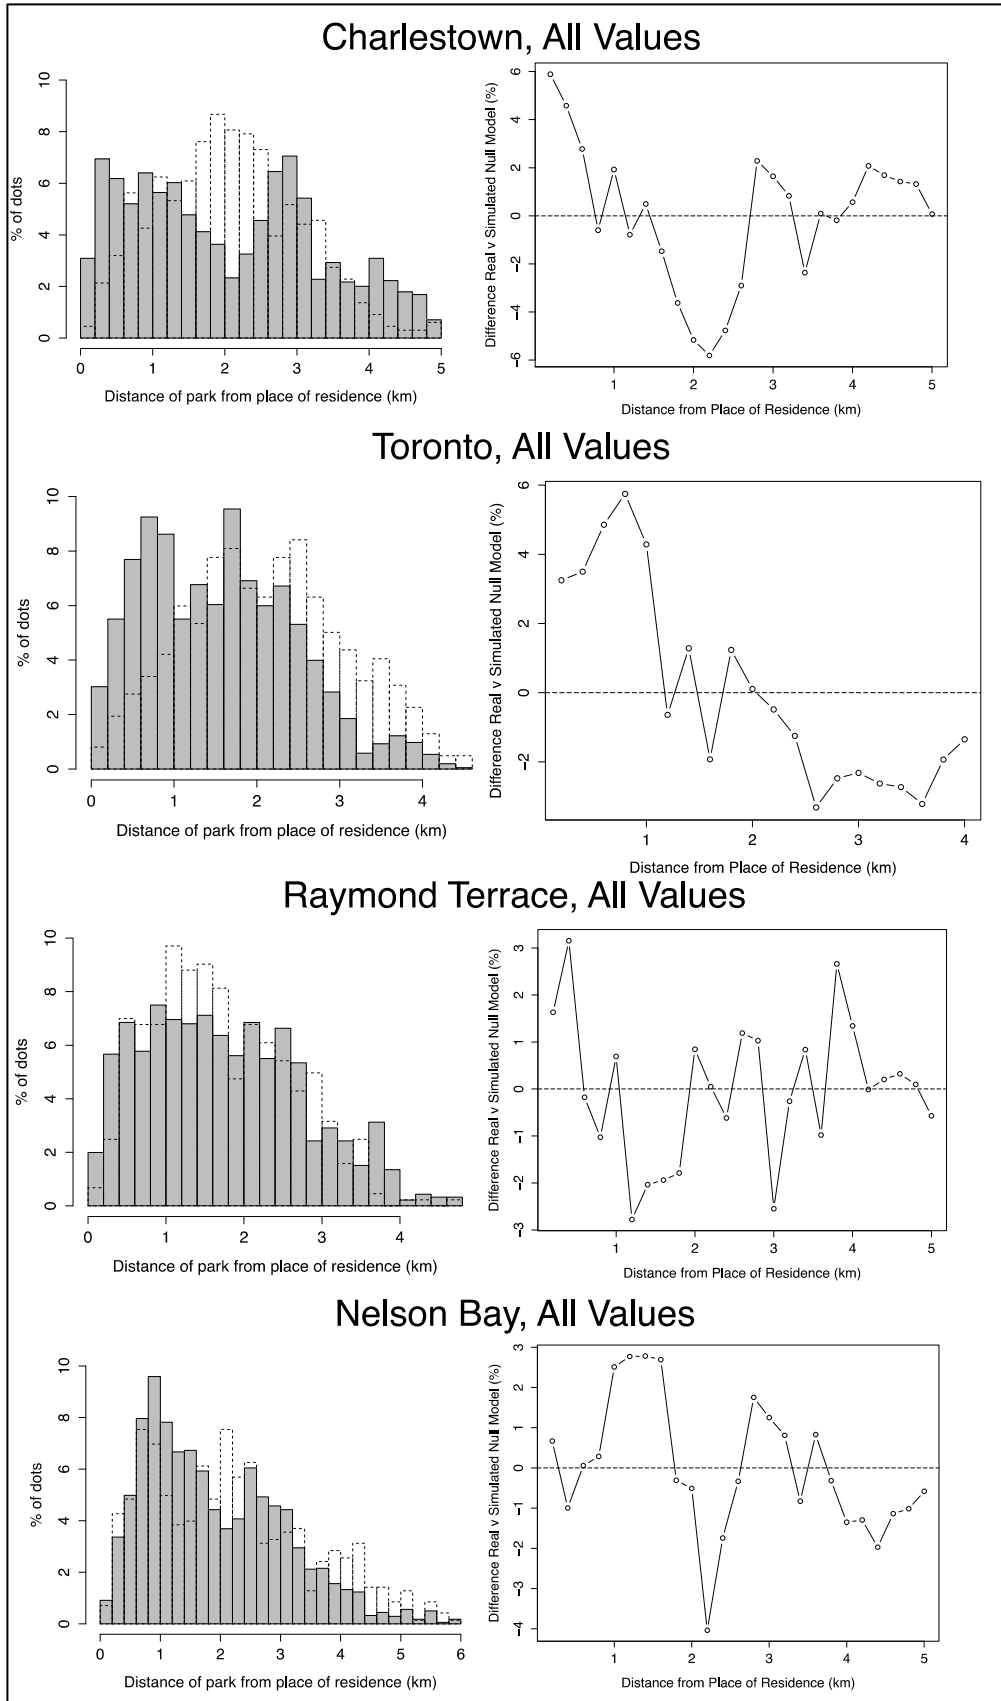 Charlestown, All Values
% of dots
10
8
6
4
2
0
0 1 2 3 4 5
Distance of park from place of residence (km)
Difference Real v Simulated Null Model (%)
6
4
2
0
−2
−4
−6
1 2 3 4 5
Distance from Place of Residence (km)
Toronto, All Values
% of dots
10
8
6
4
2
0
0 1 2 3 4
Distance of park from place of residence (km)
Difference Real v Simulated Null Model (%)
6
4
2
0
−2
1 2 3 4
Distance from Place of Residence (km)
Raymond Terrace, All Values
% of dots
10
8
6
4
2
0
0 1 2 3 4
Distance of park from place of residence (km)
Difference Real v Simulated Null Model (%)
3
2
1
0
−1
−2
−3
1 2 3 4 5
Distance from Place of Residence (km)
Nelson Bay, All Values
% of dots
10
8
6
4
2
0
0 1 2 3 4 5 6
Distance of park from place of residence (km)
Difference Real v Simulated Null Model (%)
3
2
1
0
−1
−2
−3
−4
1 2 3 4 5
Distance from Place of Residence (km)